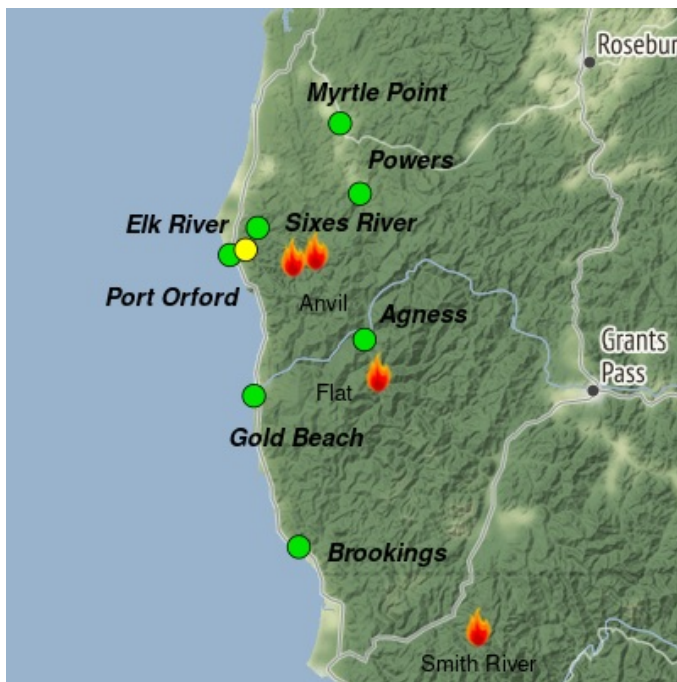 Rosebur
Myrtle Point
Powers
Elk River
Sixes River
Port Orford
Anvil
Agness
Grants
Pass
Flat
Gold Beach
Brookings
Smith River